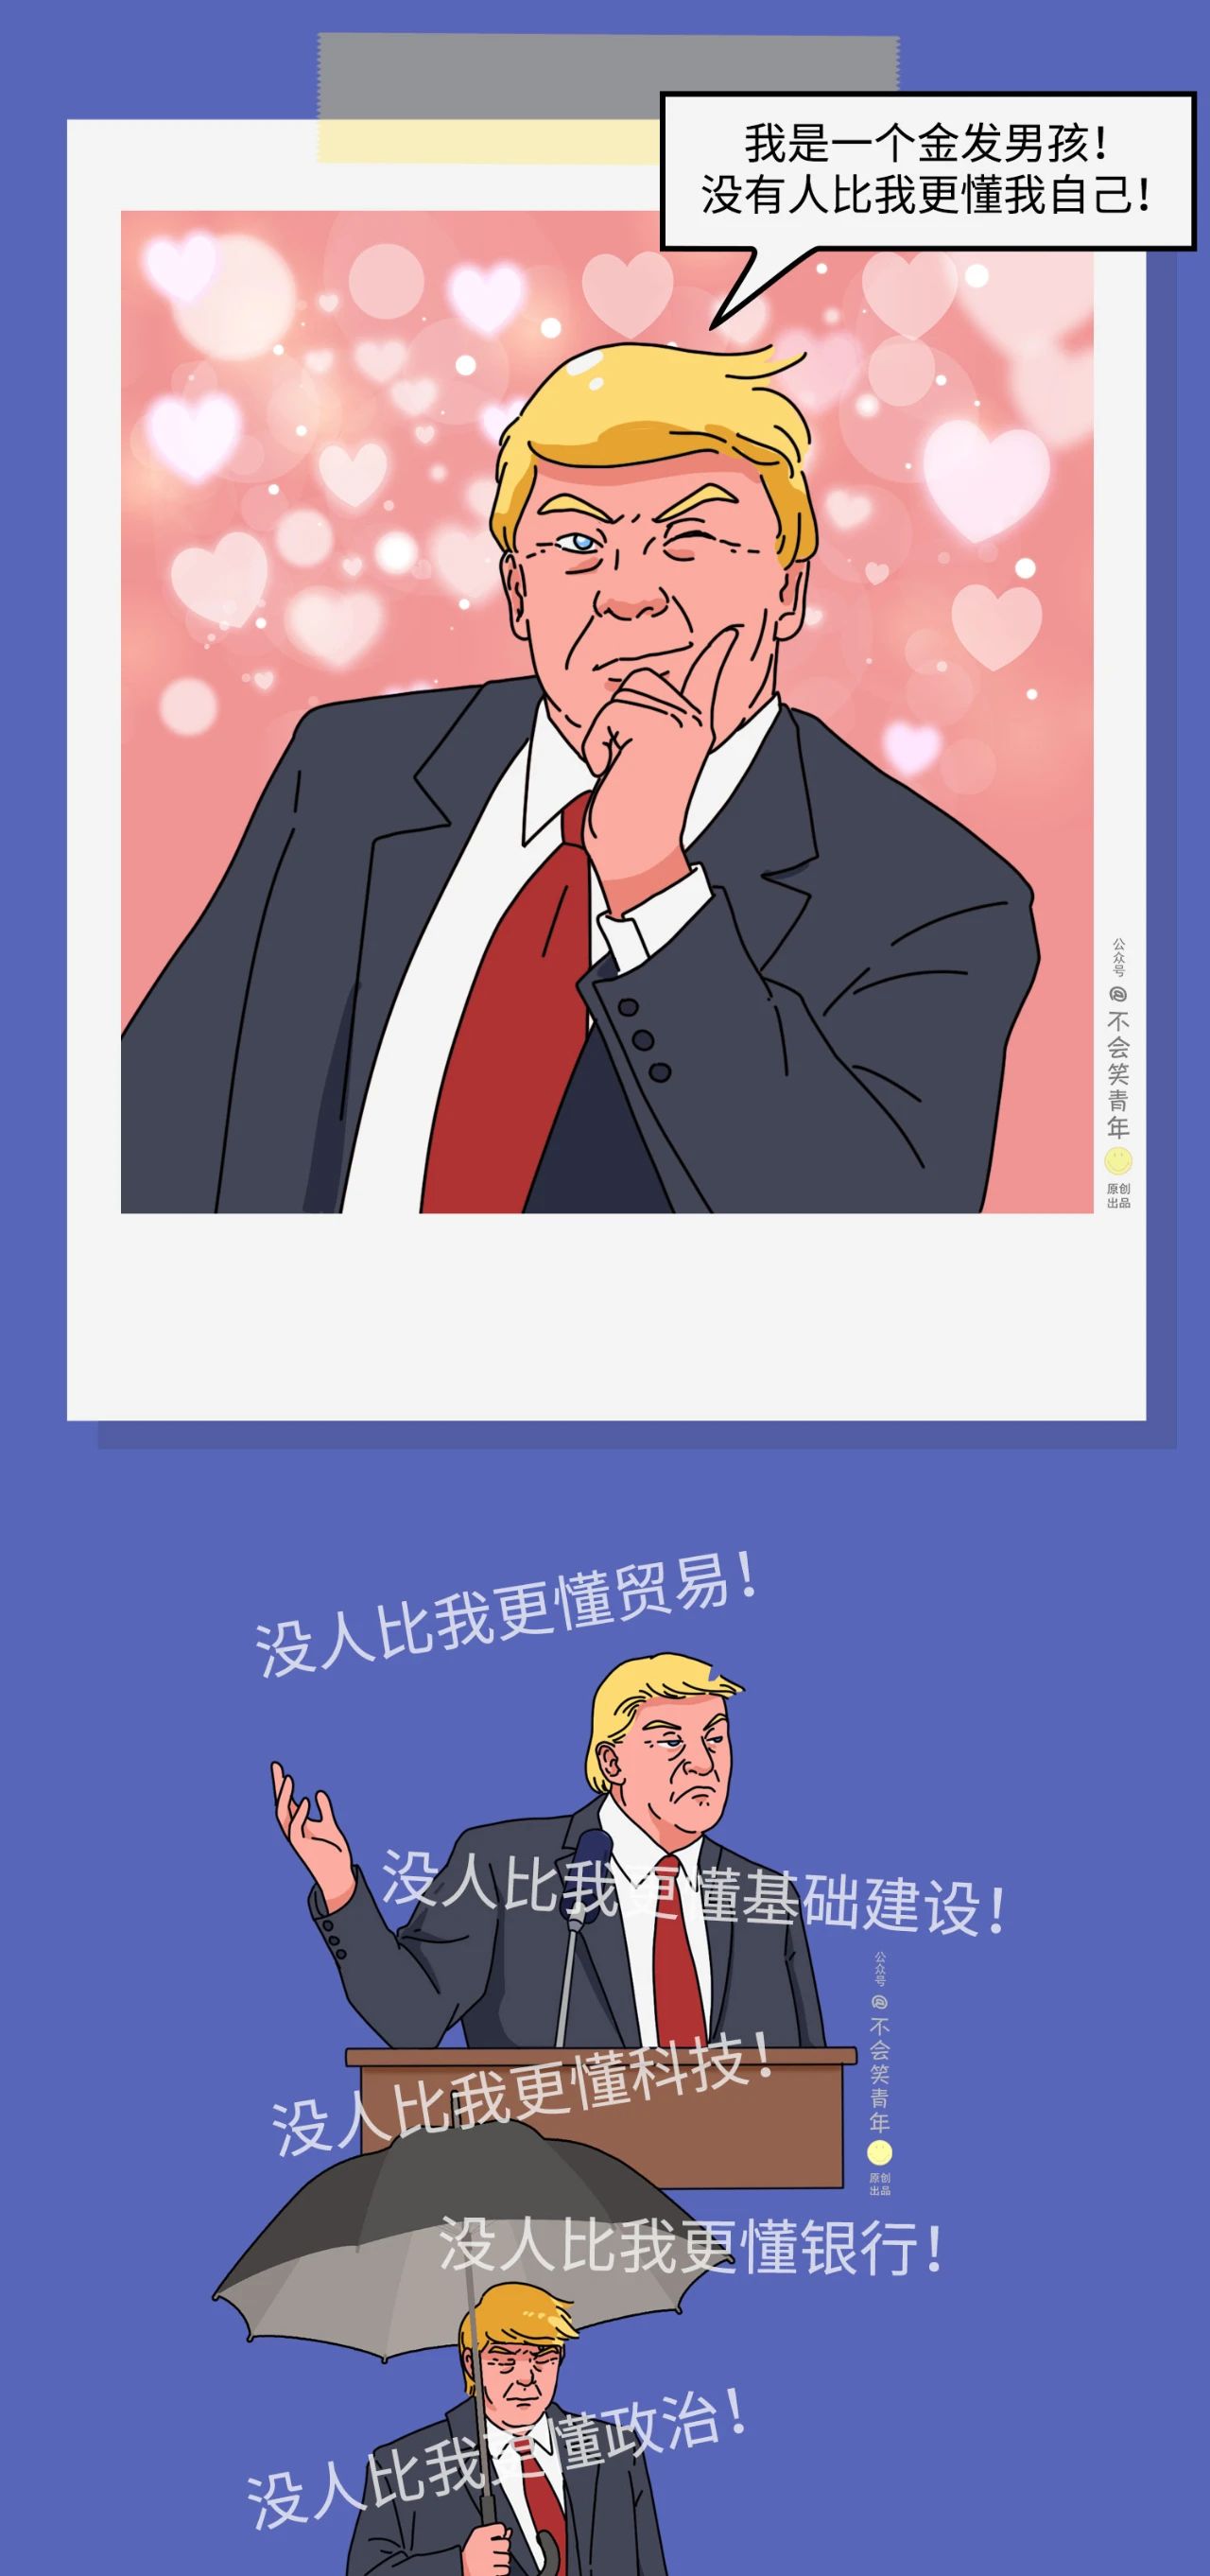 我是一个金发男孩！
没有人比我更懂我自己！
公众号
@不会笑青年
原创
出品
没人比我更懂贸易！
没人比我更懂基础建设！
公众号
@不会笑青年
原创
出品
没人比我更懂科技！
没人比我更懂银行！
没人比我更懂政治！